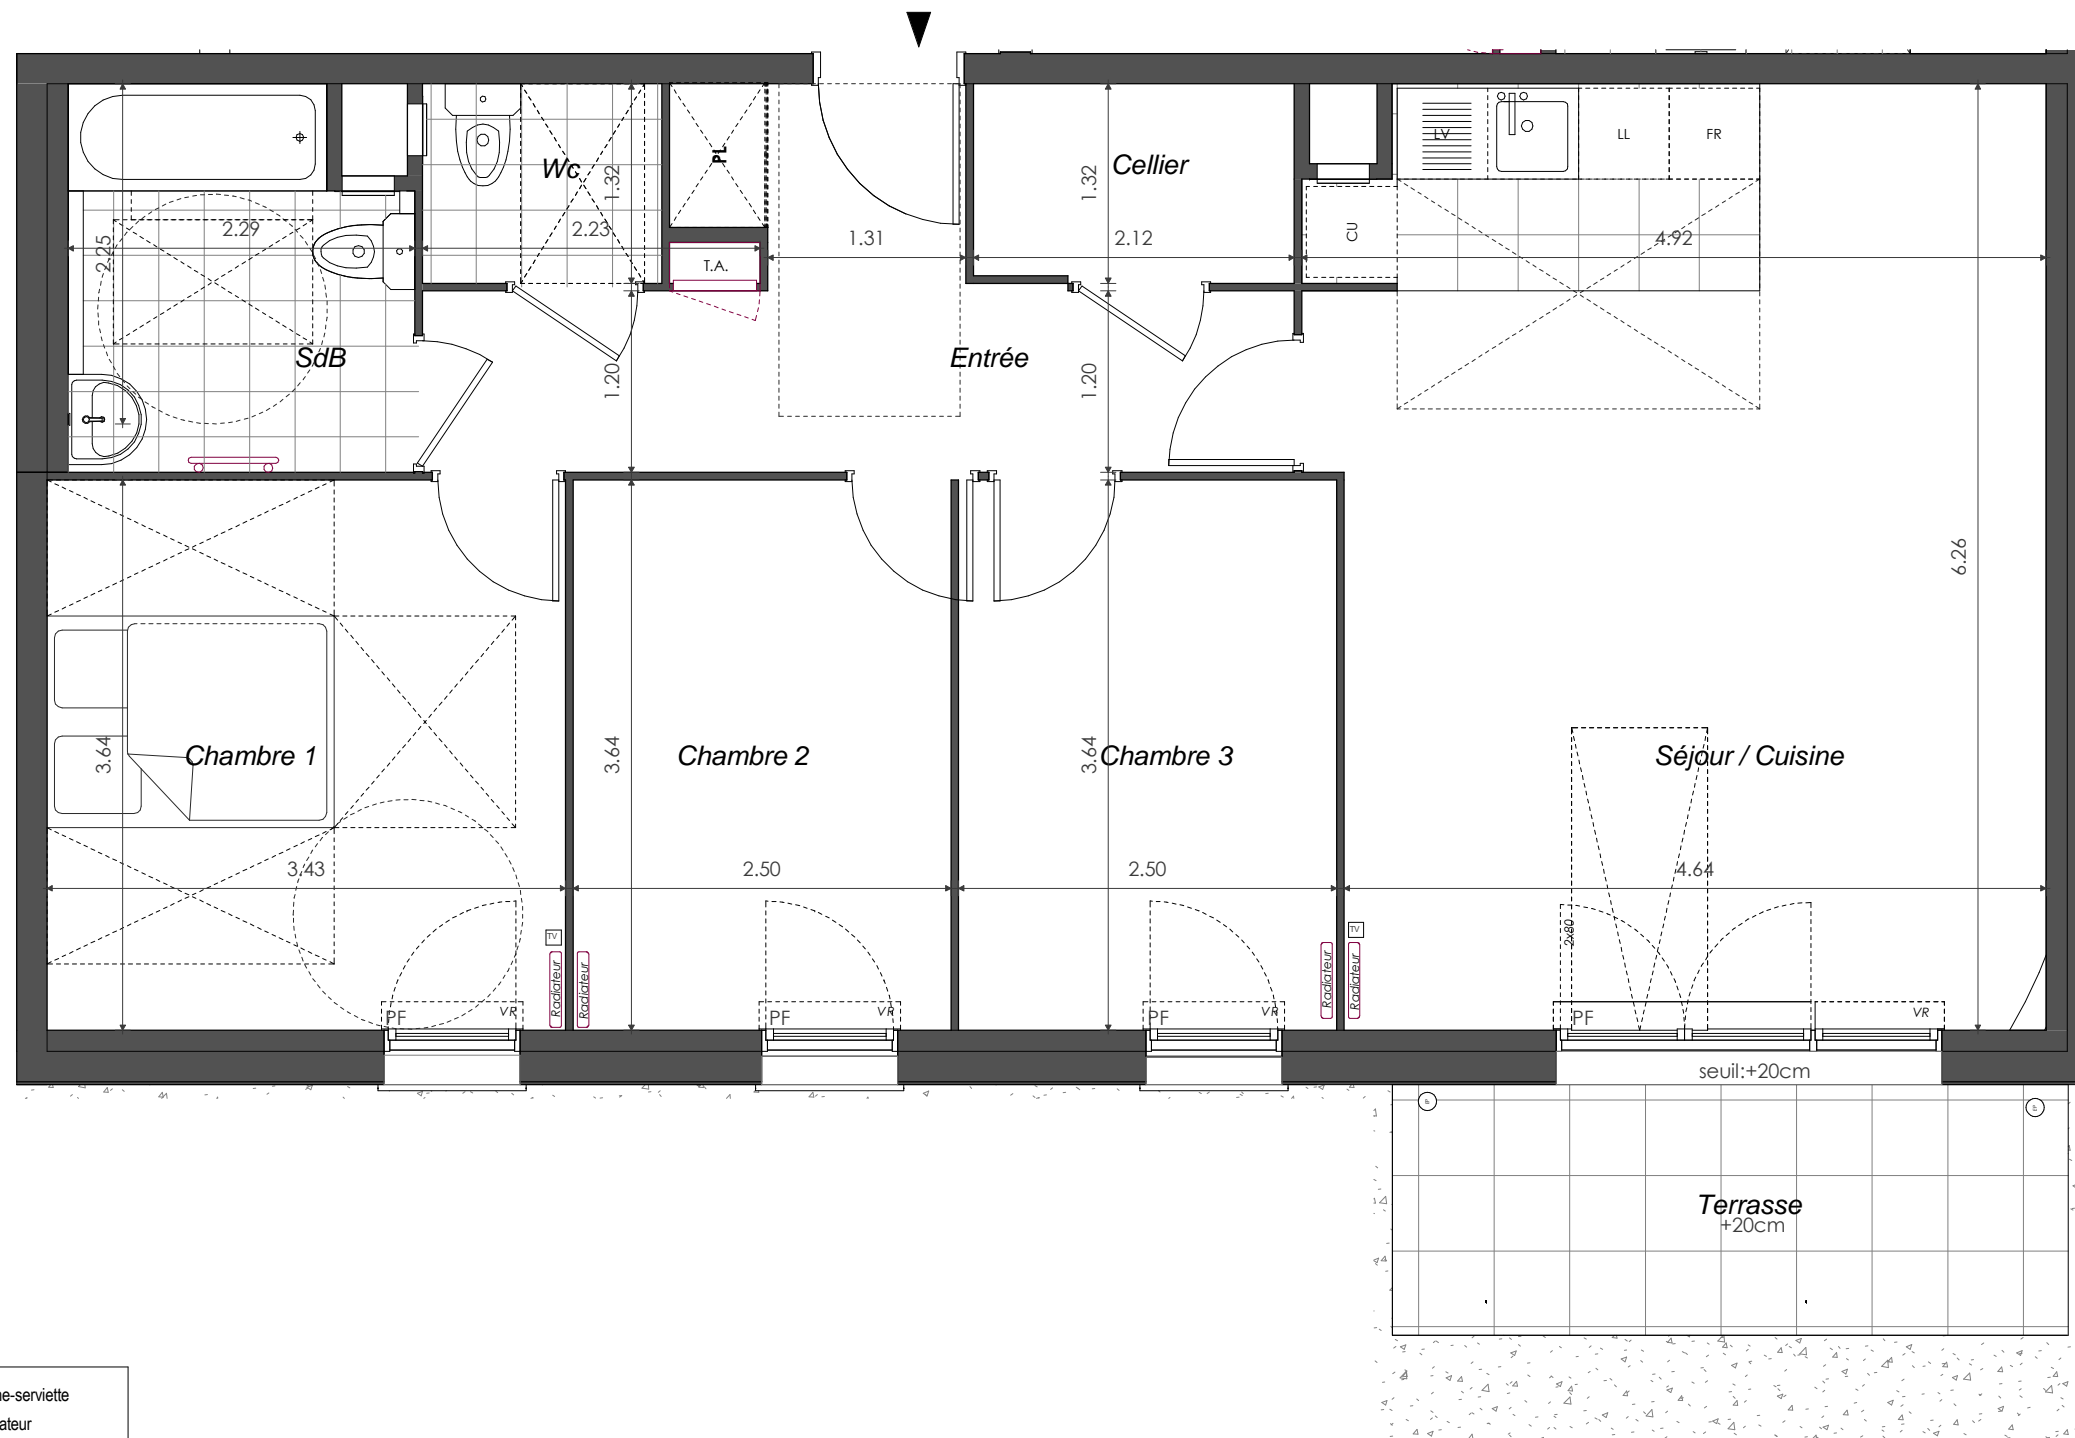 LV
LL
FR
PL
Wc
1.32
Cellier
1.32
2.29
2.25
2.23
T.A.
1.31
2.12
CU
4.92
SdB
1.20
Entrée
1.20
6.26
3.64
Chambre 1
3.64
Chambre 2
3.64
Chambre 3
Séjour / Cuisine
3.43
2.50
2.50
4.64
TV
Radiateur
Radiateur
Radiateur
TV
Radiateur
2x80
PF
VR
PF
VR
PF
VR
PF
VR
seuil:+20cm
Terrasse
+20cm
ne-serviette
ateur